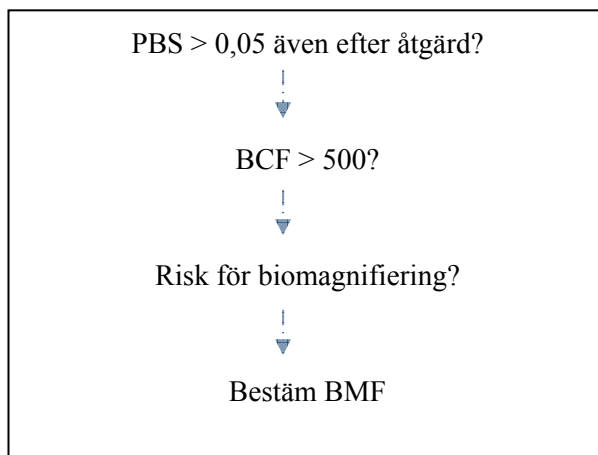 PBS > 0,05 även efter åtgärd?
BCF > 500?
Risk för biomagnifiering?
Bestäm BMF